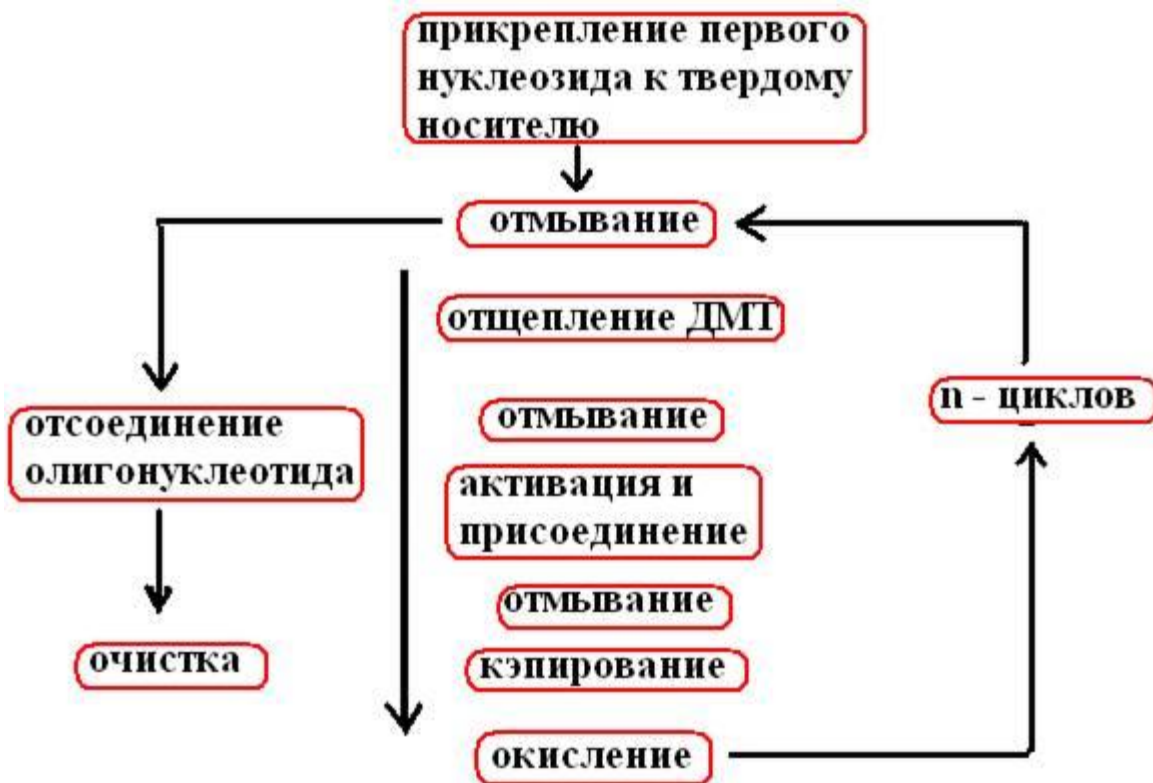 прикрепление первого
нуклеозида к твердому
носителю
отмывание
отщепление ДМТ
отмывание
активация и
присоединение
отмывание
кэпирование
окисление
n - циклов
отсоединение
олигонуклеотида
очистка